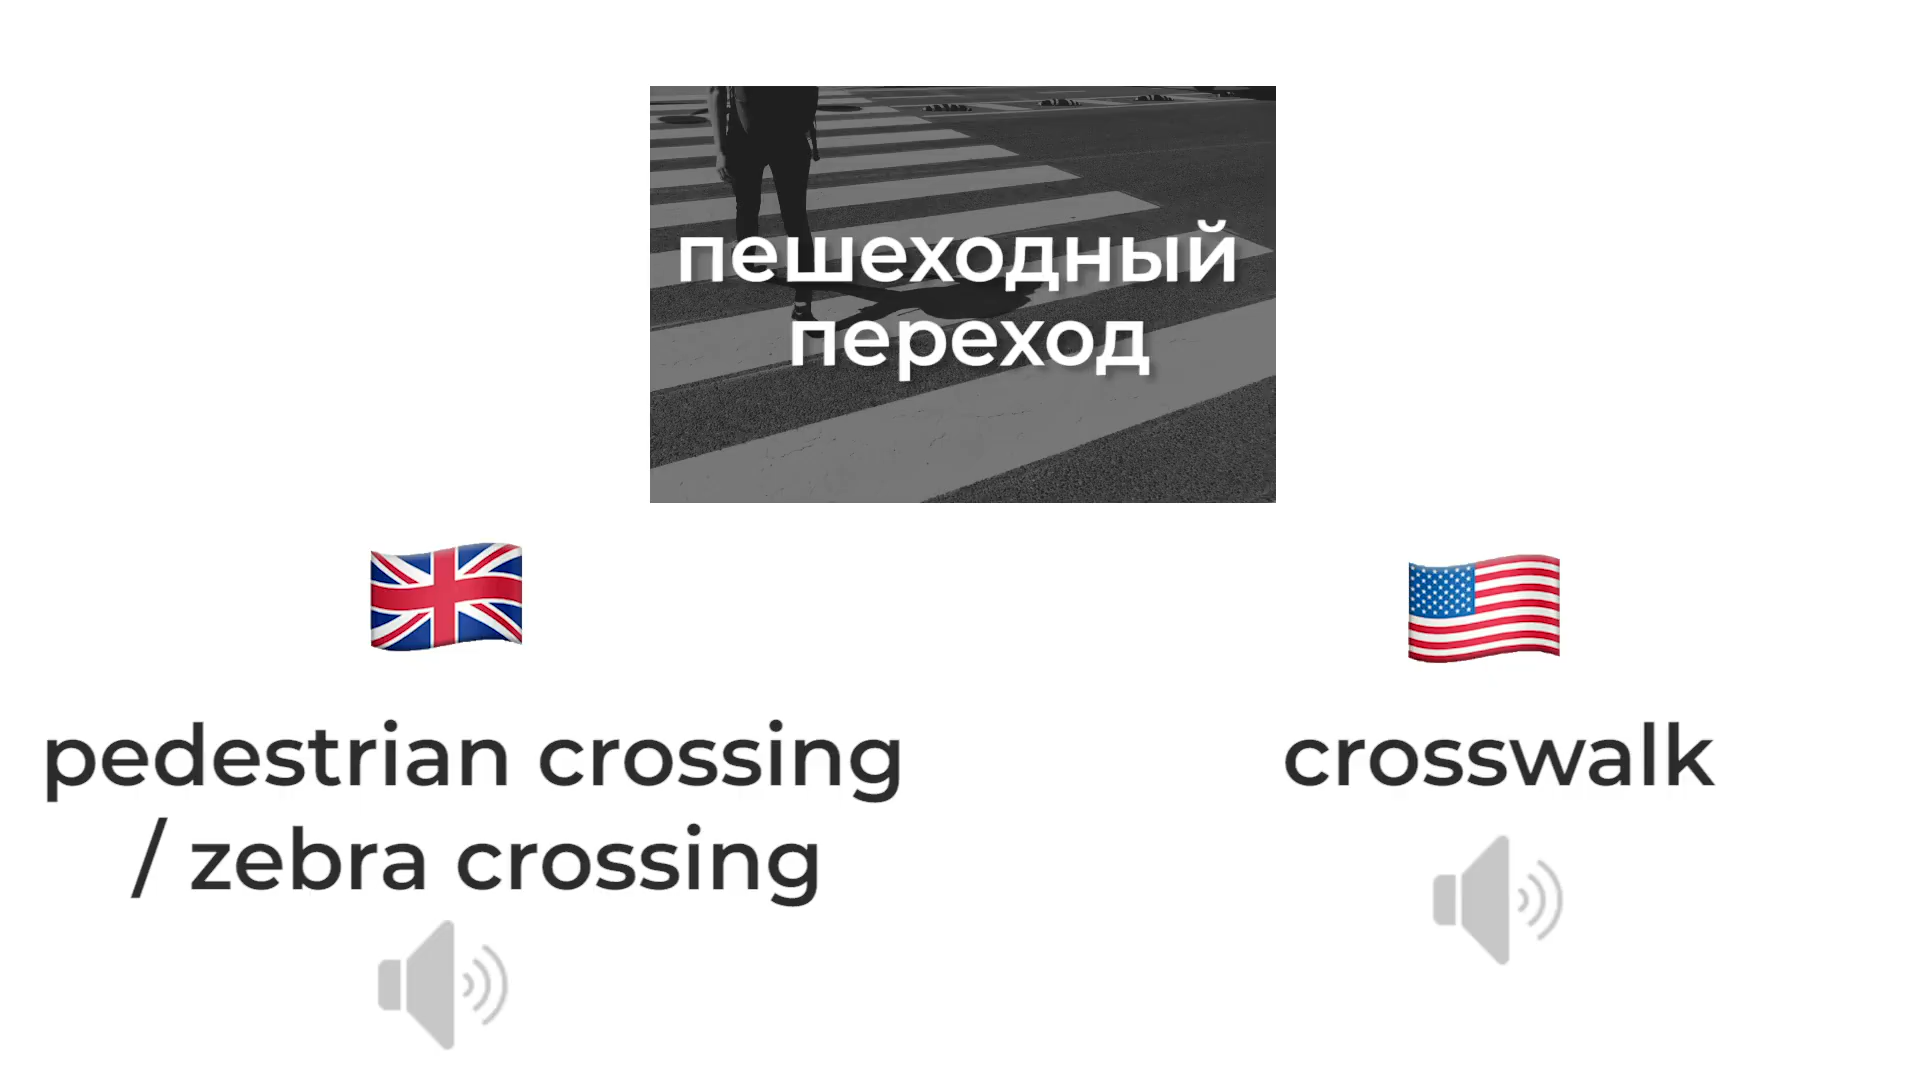 пешеходный
переход
pedestrian crossing
/ zebra crossing
crosswalk